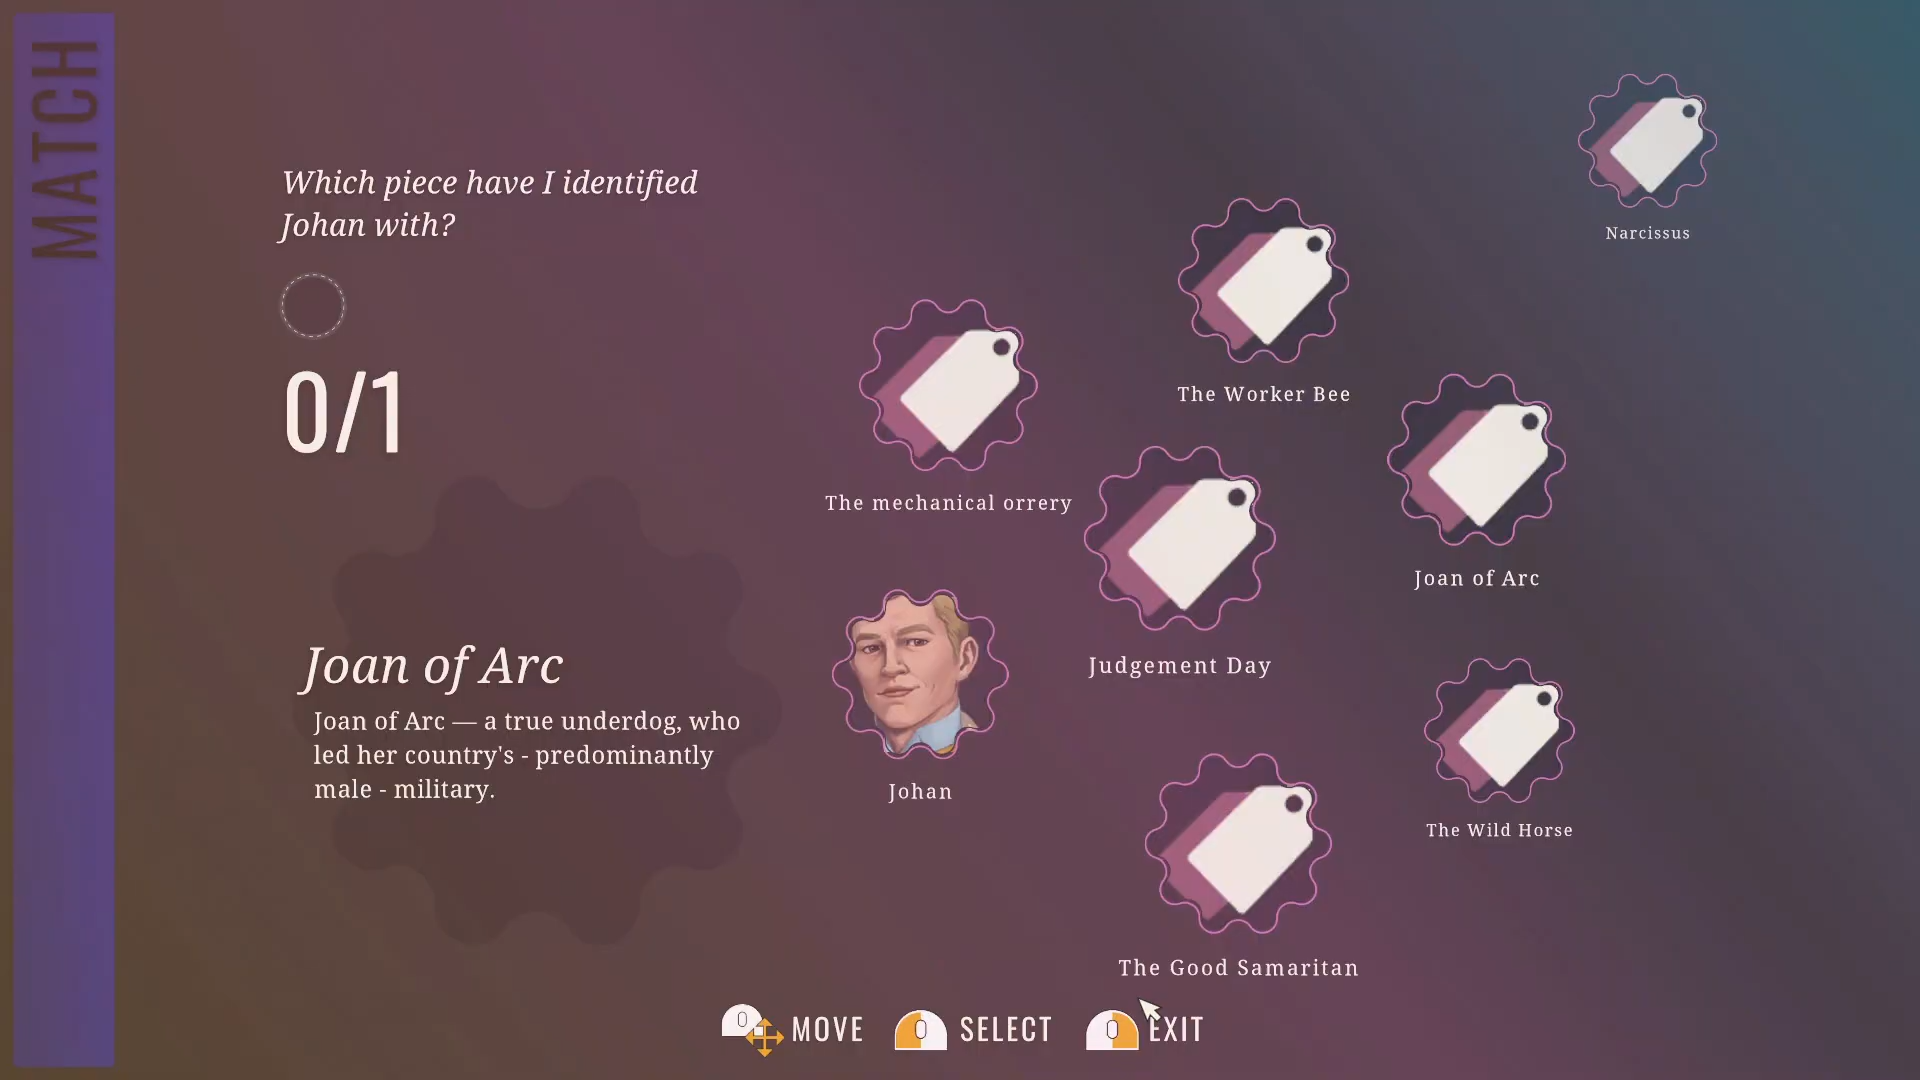 MATCH
Which piece have I identified
Johan with?
0/1
Joan of Arc
Joan of Arc — a true underdog, who
led her country's - predominantly
male - military.
Narcissus
The Worker Bee
The mechanical orrery
Joan of Arc
Judgement Day
Johan
The Wild Horse
The Good Samaritan
MOVE
SELECT
EXIT